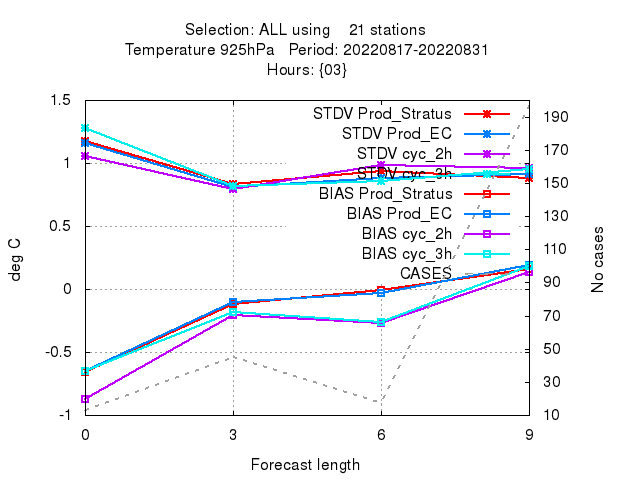 Selection: ALL using    21 stations
Temperature 925hPa   Period: 20220817-20220831
Hours: {03}
STDV Prod_Stratus
STDV Prod_EC
STDV cyc_2h
STDV cyc_3h
BIAS Prod_Stratus
BIAS Prod_EC
BIAS cyc_2h
BIAS cyc_3h
CASES
deg C
1.5
1
0.5
0
-0.5
-1
0
3
6
9
Forecast length
190
170
150
130
110
90
70
50
30
10
No cases